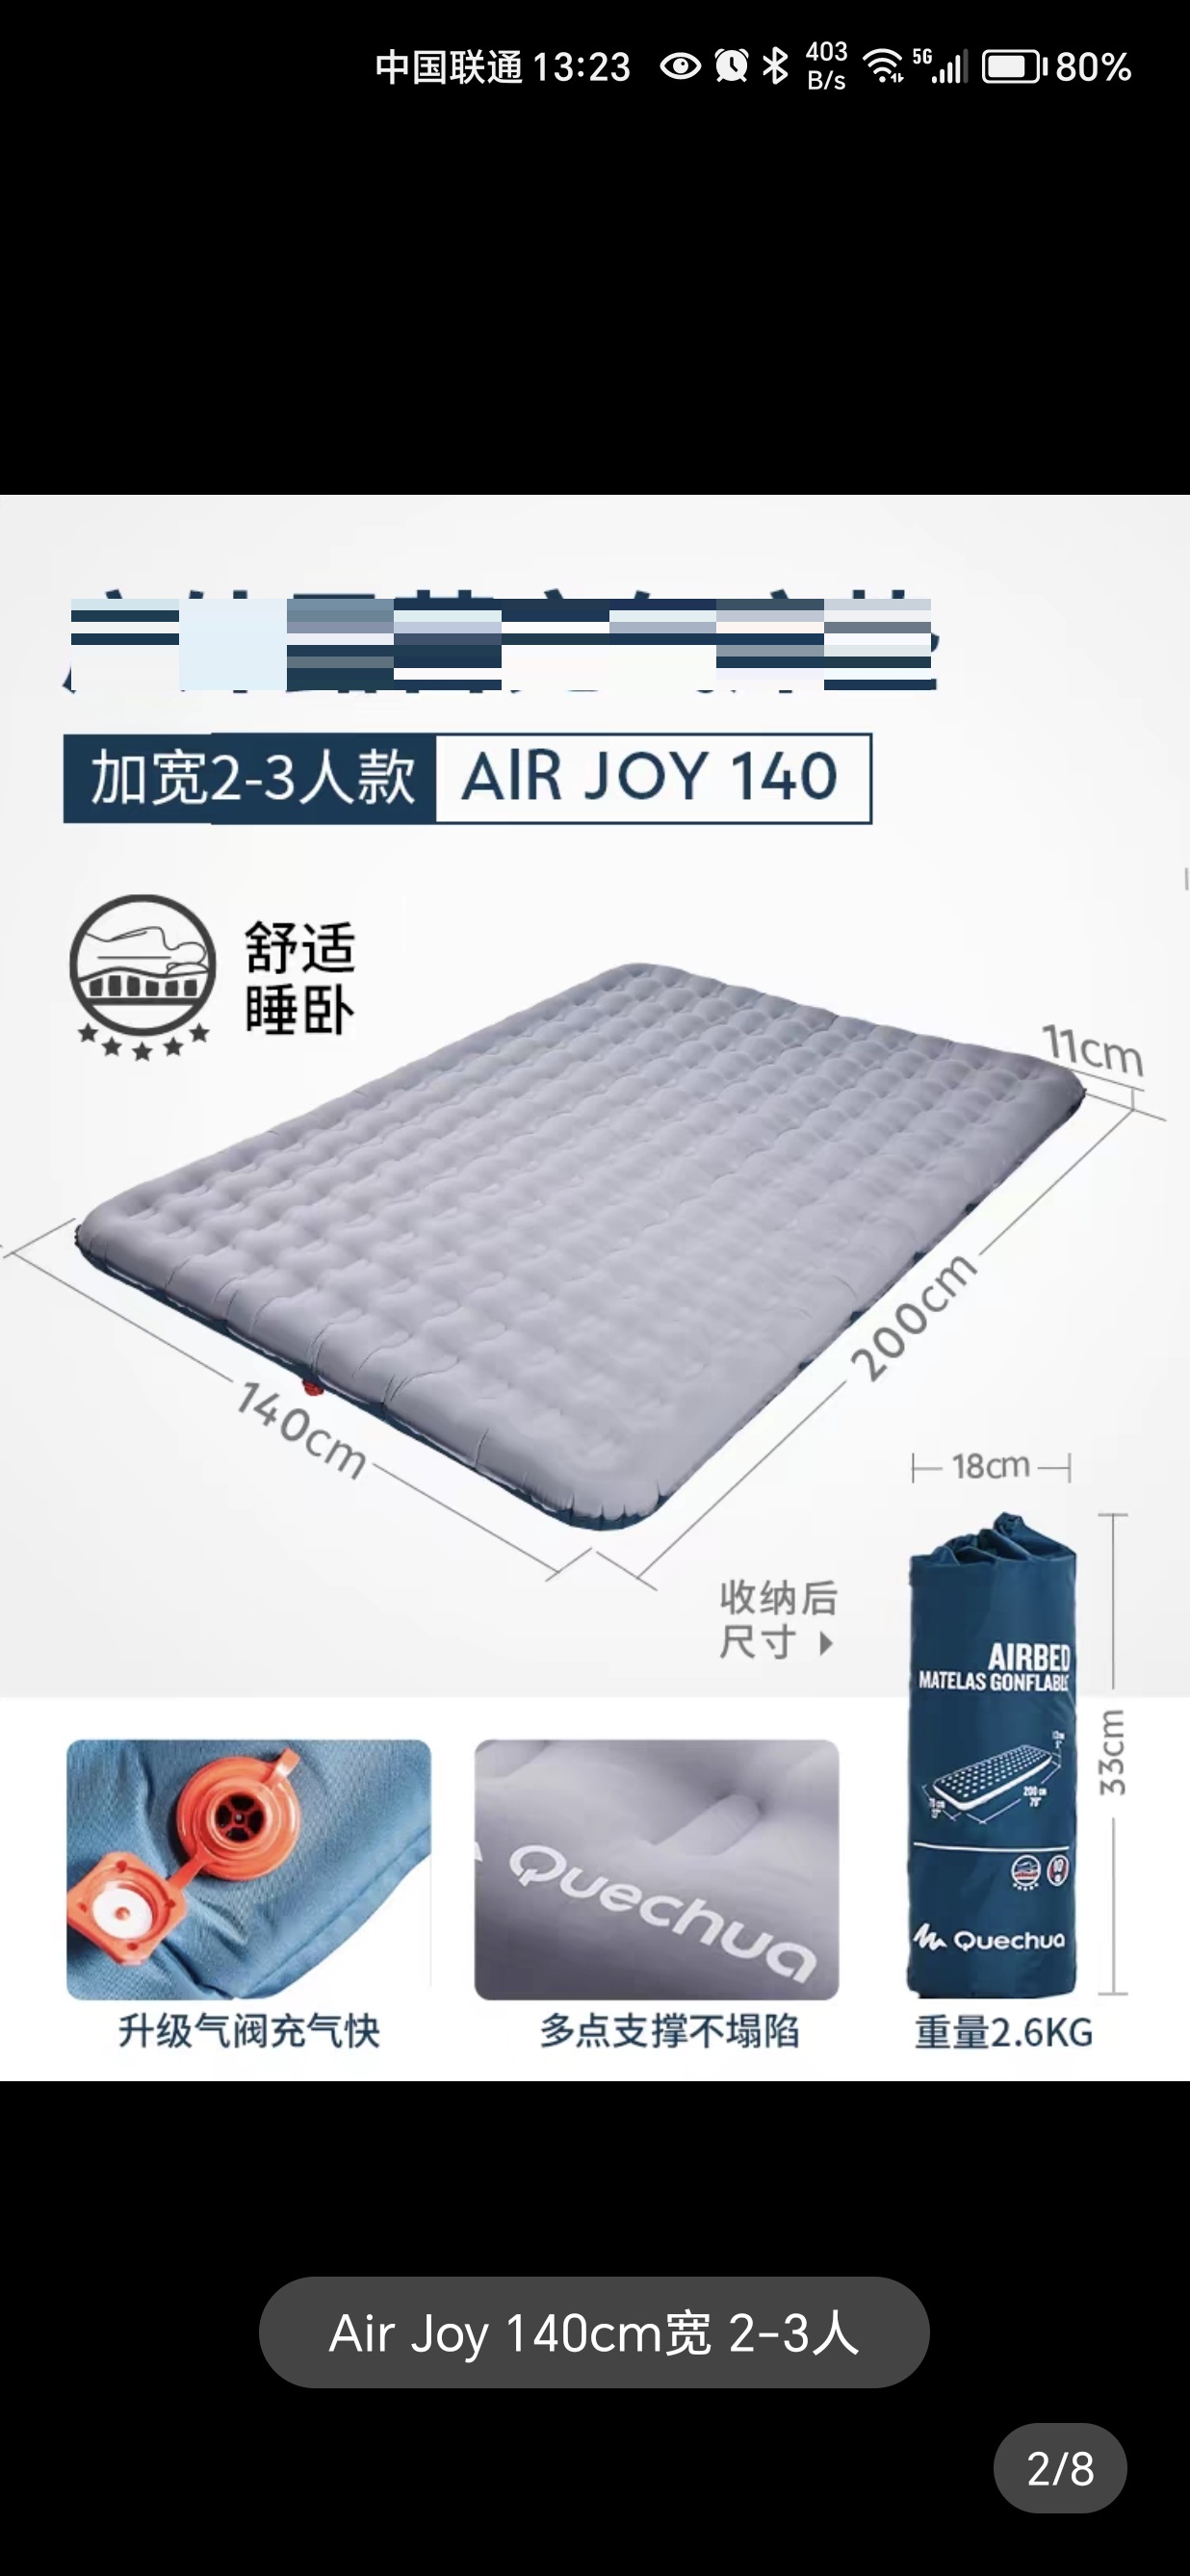 中国联通 13:23
403
B/s
5G
80%
加宽2-3人款
AIR JOY 140
舒适
睡卧
11cm
200cm
140cm
18cm
收纳后
尺寸
33cm
AIRBED
MATELAS GONFLABLE
200 cm
Quechua
Quechua
升级气阀充气快
多点支撑不塌陷
重量2.6KG
Air Joy 140cm宽 2-3人
2/8